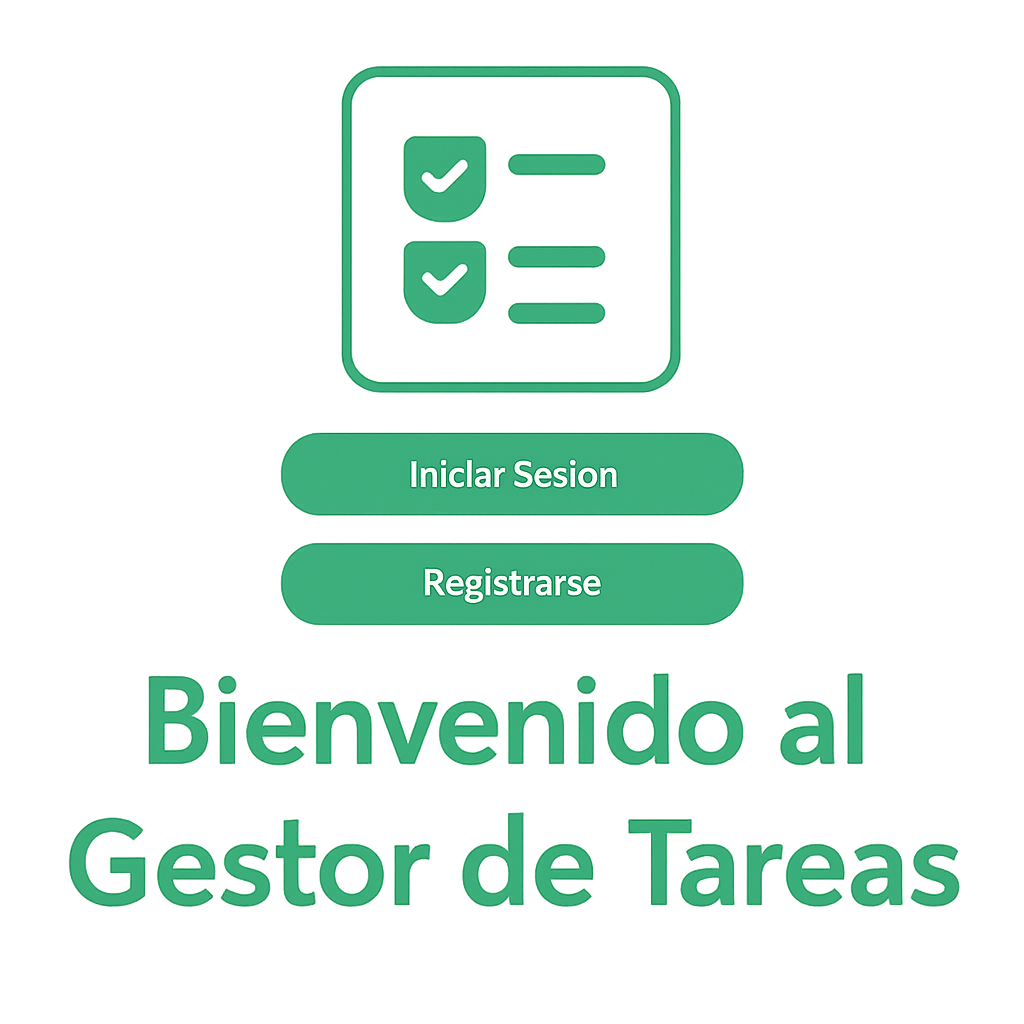 Iniclar Sesion
Registrarse
Bienvenido al
Gestor de Tareas